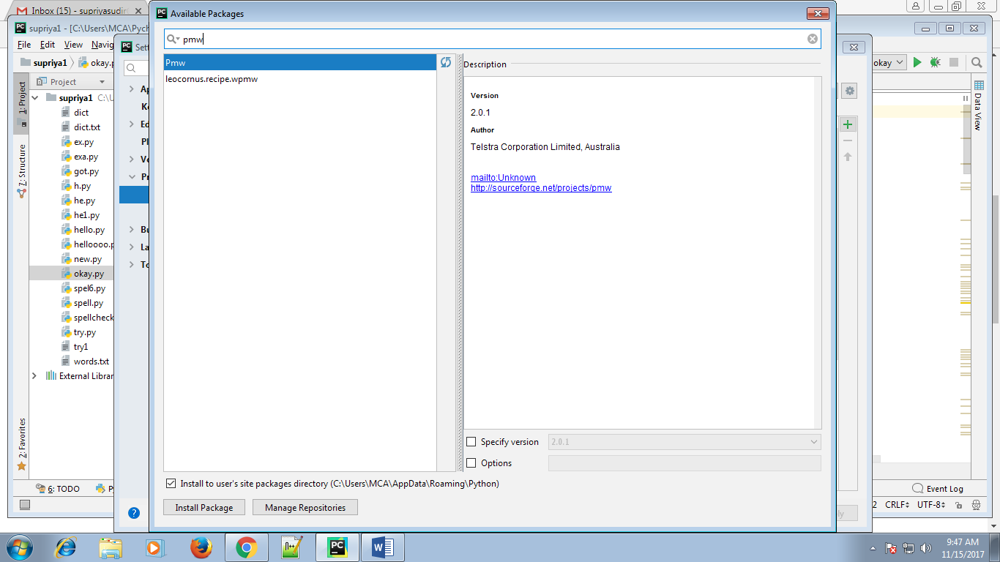 Inbox (15) - supriyasudir
Available Packages
supriya1 - [C:\Users\MCA\Pych
pmw
File Edit View Navig
Sett
supriya1 okay.p
okay
Pmw
leocornus.recipe.wpmw
Description
Version
2.0.1
Author
Telstra Corporation Limited, Australia
mailto:Unknown
http://sourceforge.net/projects/pmw
1: Project
7: Structure
2: Favorites
Project
supriya1 C:\U
dict
dict.txt
ex.py
exa.py
got.py
h.py
he.py
he1.py
hello.py
helloooo.p
new.py
okay.py
spel6.py
spell.py
spellcheck
try.py
try1
words.txt
External Librar
Ap
Ke
Ed
Pl
Ve
Pr
Bu
La
To
Data View
Specify version 2.0.1
Options
Install to user's site packages directory (C:\Users\MCA\AppData\Roaming\Python)
Install Package Manage Repositories
6: TODO
Event Log
2 CRLF UTF-8
9:47 AM
11/15/2017